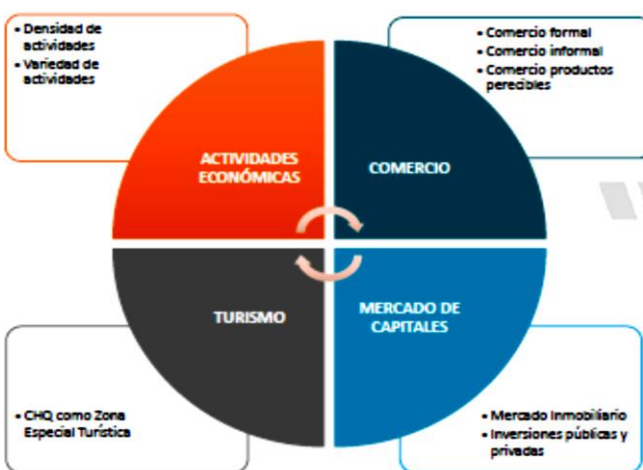 • Densidad de
actividades
• Variedad de
actividades
• Comercio formal
• Comercio informal
• Comercio productos
perecibles
ACTIVIDADES
ECONÓMICAS
COMERCIO
TURISMO
MERCADO DE
CAPITALES
• CHQ como Zona
Especial Turística
• Mercado Inmobiliario
• Inversiones públicas y
privadas